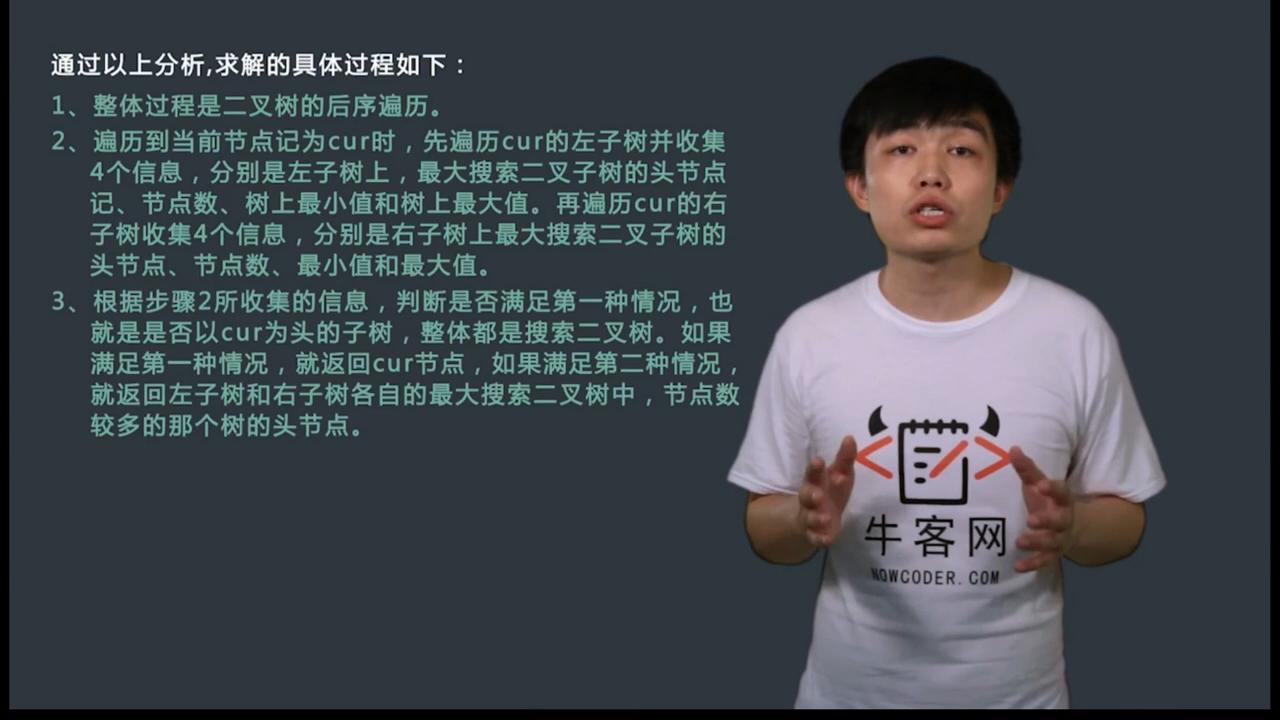 通过以上分析,求解的具体过程如下：
1、整体过程是二叉树的后序遍历。
2、遍历到当前节点记为cur时，先遍历cur的左子树并收集
4个信息，分别是左子树上，最大搜索二叉子树的头节点
记、节点数、树上最小值和树上最大值。再遍历cur的右
子树收集4个信息，分别是右子树上最大搜索二叉子树的
头节点、节点数、最小值和最大值。
3、根据步骤2所收集的信息，判断是否满足第一种情况，也
就是是否以cur为头的子树，整体都是搜索二叉树。如果
满足第一种情况，就返回cur节点，如果满足第二种情况，
就返回左子树和右子树各自的最大搜索二叉树中，节点数
较多的那个树的头节点。
牛客网
NOWCODER.COM